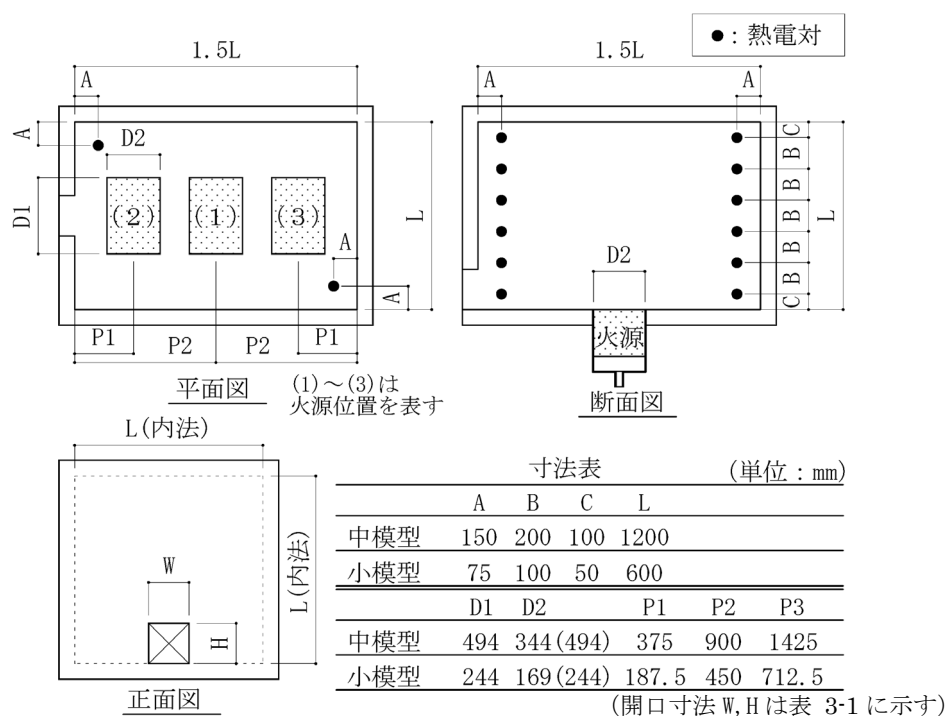 ●：熱電対
1.5L
A
A
D2
D1
(2)
(1)
(3)
L
A
A
P1
P2
P2
P1
平面図
(1)～(3)は
火源位置を表す
1.5L
A
A
C
B
B
B
B
B
C
L
D2
火源
断面図
L(内法)
L(内法)
W
H
正面図
寸法表 (単位：mm)
A B C L
中模型 150 200 100 1200
小模型 75 100 50 600
D1 D2 P1 P2 P3
中模型 494 344(494) 375 900 1425
小模型 244 169(244) 187.5 450 712.5
(開口寸法 W,H は表 3-1 に示す)